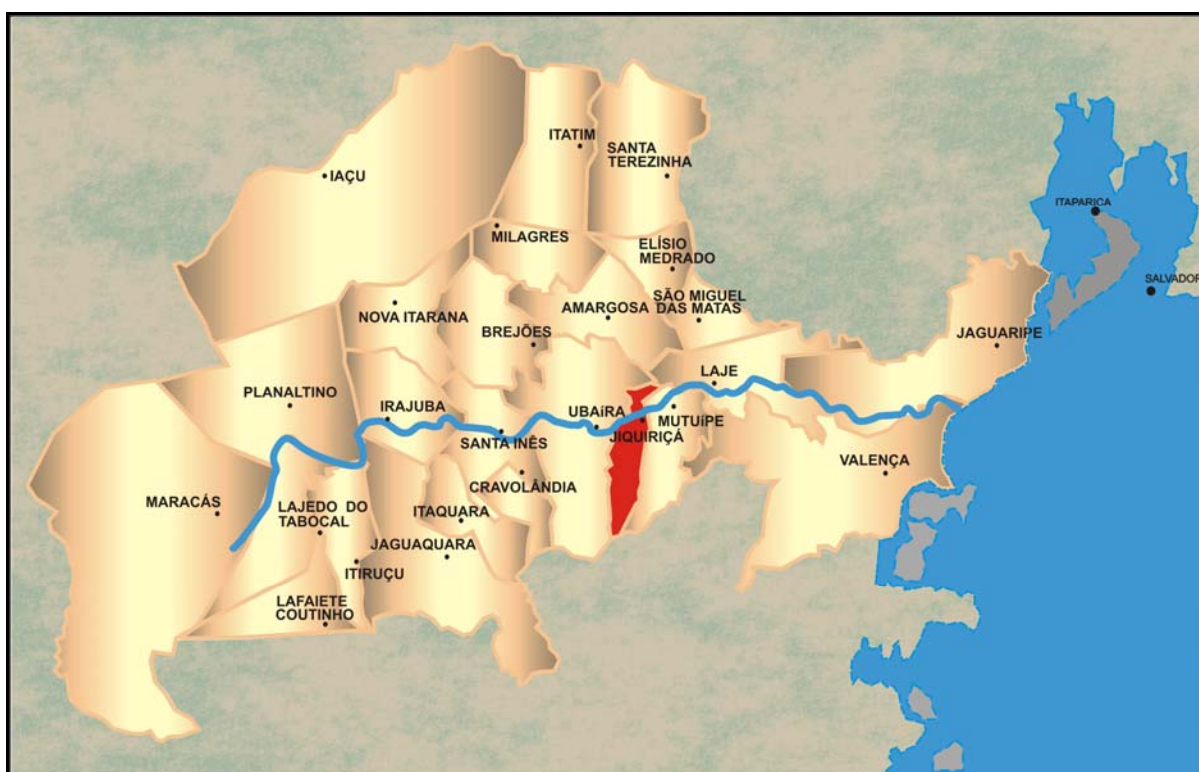 ITATIM
SANTA
TEREZINHA
IAÇU
ITAPARICA
MILAGRES
ELÍSIO
MEDRADO
SALVADOR
NOVA ITARANA
AMARGOSA
SÃO MIGUEL
DAS MATAS
BREJÕES
JAGUARIPE
LAJE
PLANALTINO
IRAJUBA
UBAíRA
MUTUíPE
JIQUIRIÇÁ
SANTA INÊS
VALENÇA
CRAVOLÂNDIA
MARACÁS
LAJEDO DO
TABOCAL
ITAQUARA
JAGUAQUARA
ITIRUÇU
LAFAIETE
COUTINHO